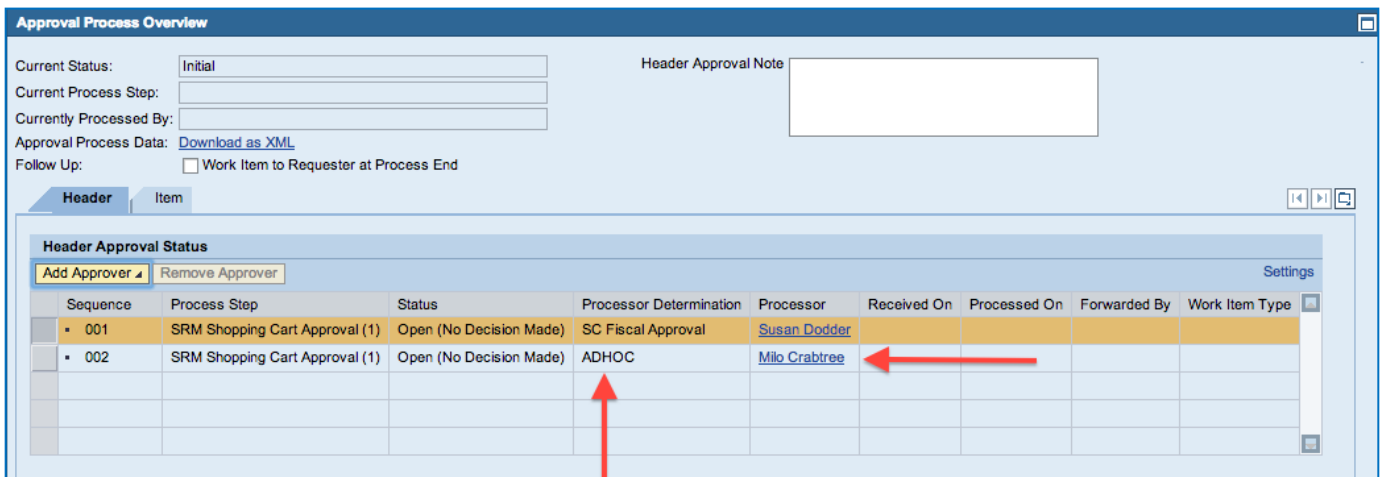 Approval Process Overview
Current Status: Initial Header Approval Note
Current Process Step:
Currently Processed By:
Approval Process Data: Download as XML
Follow Up: Work Item to Requester at Process End
Header Item
Header Approval Status
Add Approver Remove Approver Settings
Sequence Process Step Status Processor Determination Processor Received On Processed On Forwarded By Work Item Type
001 SRM Shopping Cart Approval (1) Open (No Decision Made) SC Fiscal Approval Susan Dodder
002 SRM Shopping Cart Approval (1) Open (No Decision Made) ADHOC Milo Crabtree